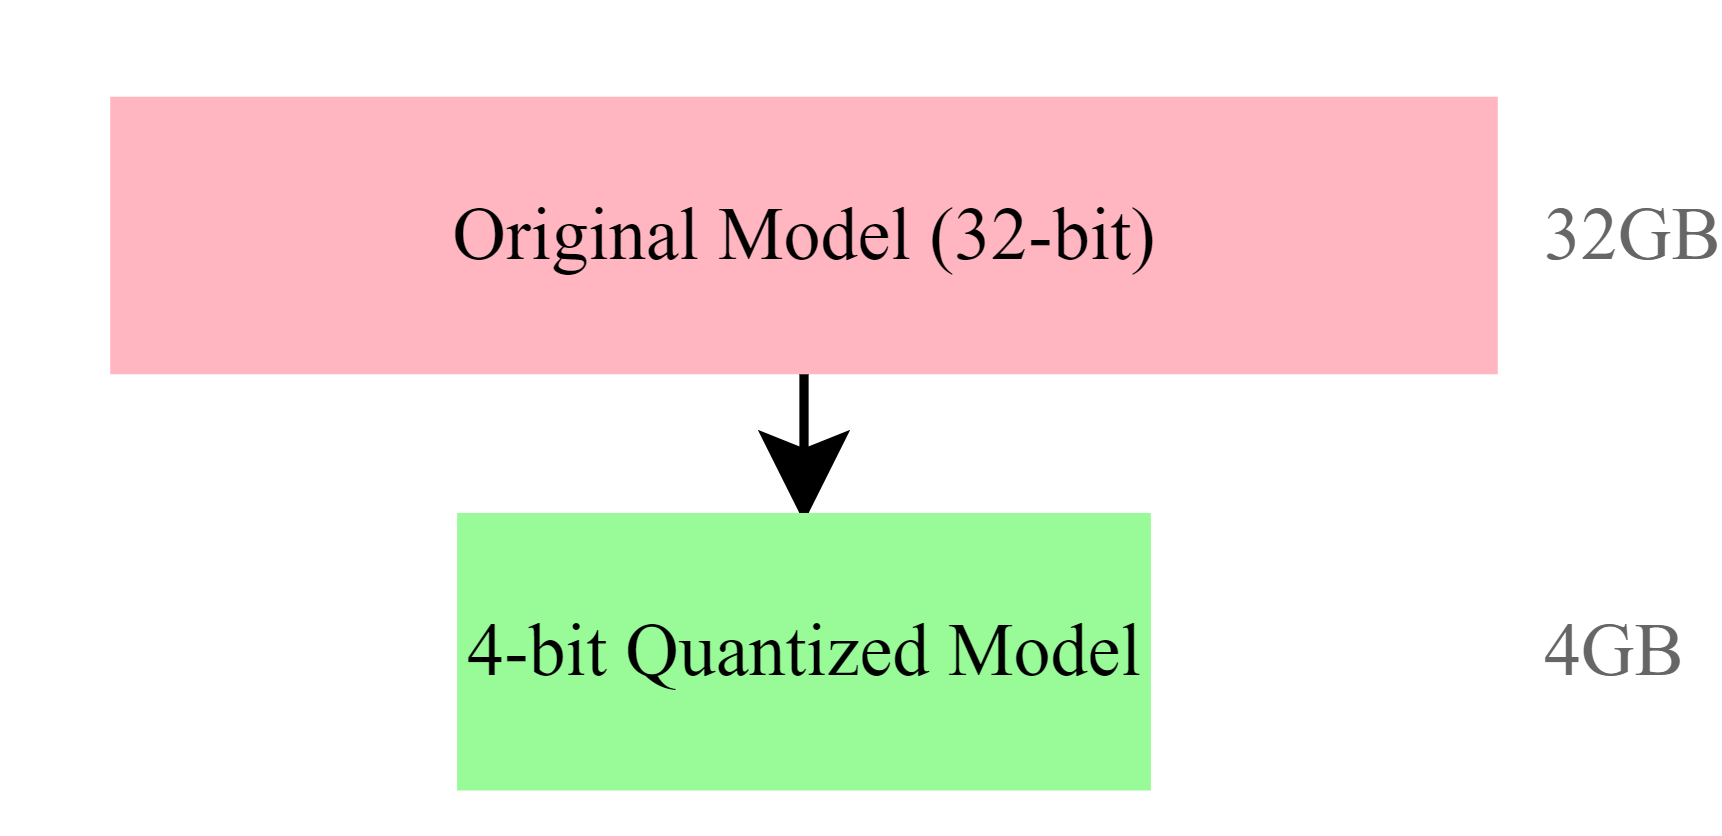 Original Model (32-bit)
32GB
4-bit Quantized Model
4GB